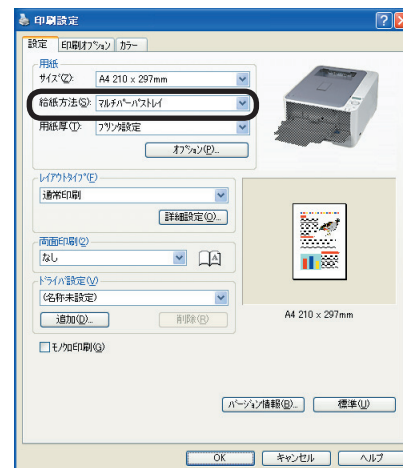 印刷設定
設定 印刷オプション カラー
用紙
サイズ(Z): A4 210 x 297mm
給紙方法(S): マルチパーパストレイ
用紙厚(T): プリンタ設定
オプション(P)...
レイアウトタイプ(E)
通常印刷
詳細設定(O)...
両面印刷(2)
なし
A
ドライバ設定(V)
(名称未設定)
追加(D)... 削除(R)
A4 210 x 297mm
モノクロ印刷(G)
バージョン情報(B)... 標準(U)
OK キャンセル ヘルプ